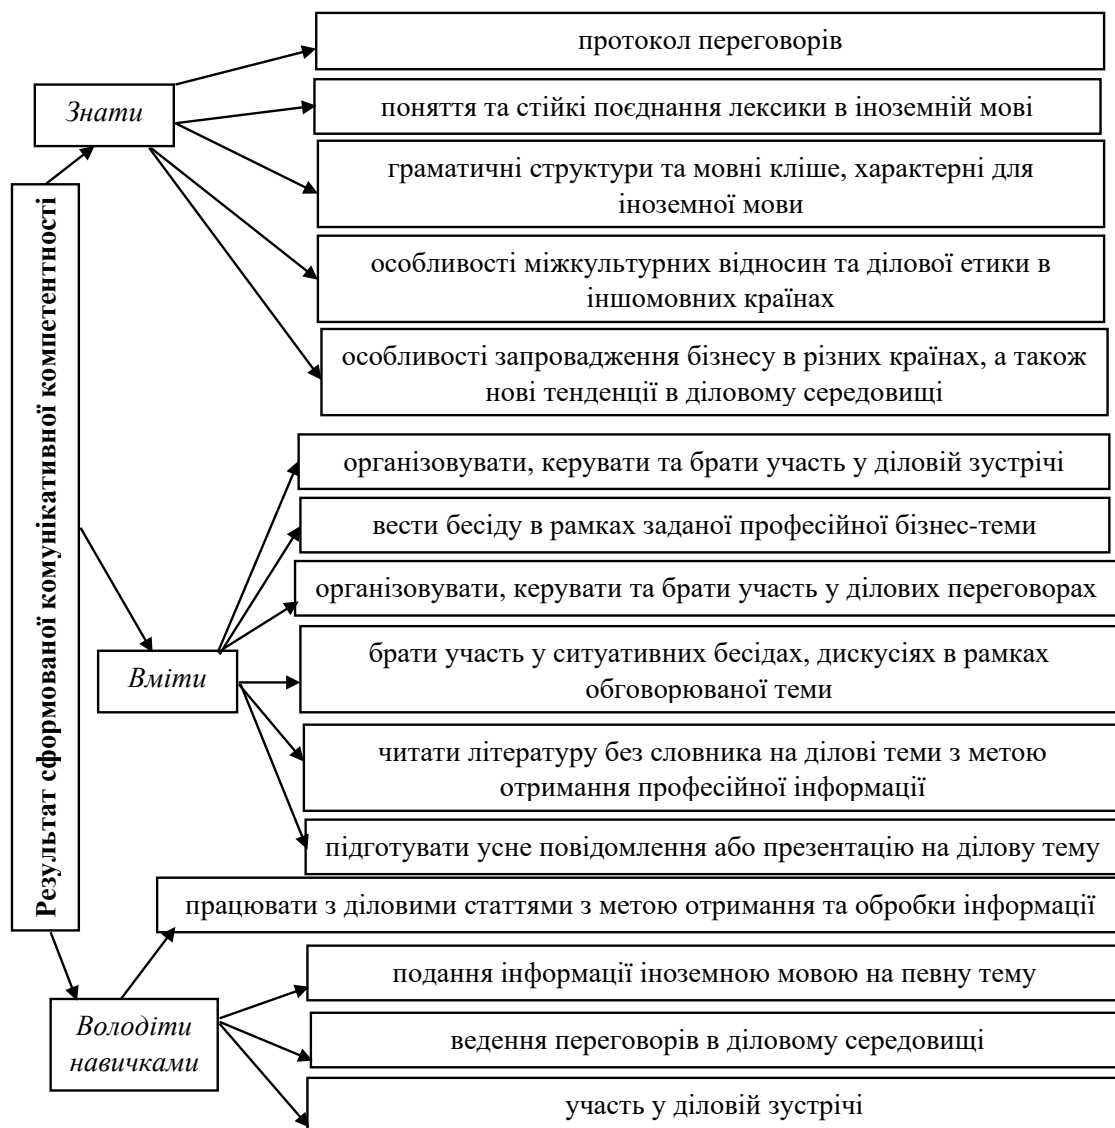 Результат сформованої комунікативної компетентності
Знати
протокол переговорів
поняття та стійкі поєднання лексики в іноземній мові
граматичні структури та мовні кліше, характерні для
іноземної мови
особливості міжкультурних відносин та ділової етики в
іншомовних країнах
особливості запровадження бізнесу в різних країнах, а також
нові тенденції в діловому середовищі
Вміти
організовувати, керувати та брати участь у діловій зустрічі
вести бесіду в рамках заданої професійної бізнес-теми
організовувати, керувати та брати участь у ділових переговорах
брати участь у ситуативних бесідах, дискусіях в рамках
обговорюваної теми
читати літературу без словника на ділові теми з метою
отримання професійної інформації
підготувати усне повідомлення або презентацію на ділову тему
Володіти
навичками
працювати з діловими статтями з метою отримання та обробки інформації
подання інформації іноземною мовою на певну тему
ведення переговорів в діловому середовищі
участь у діловій зустрічі